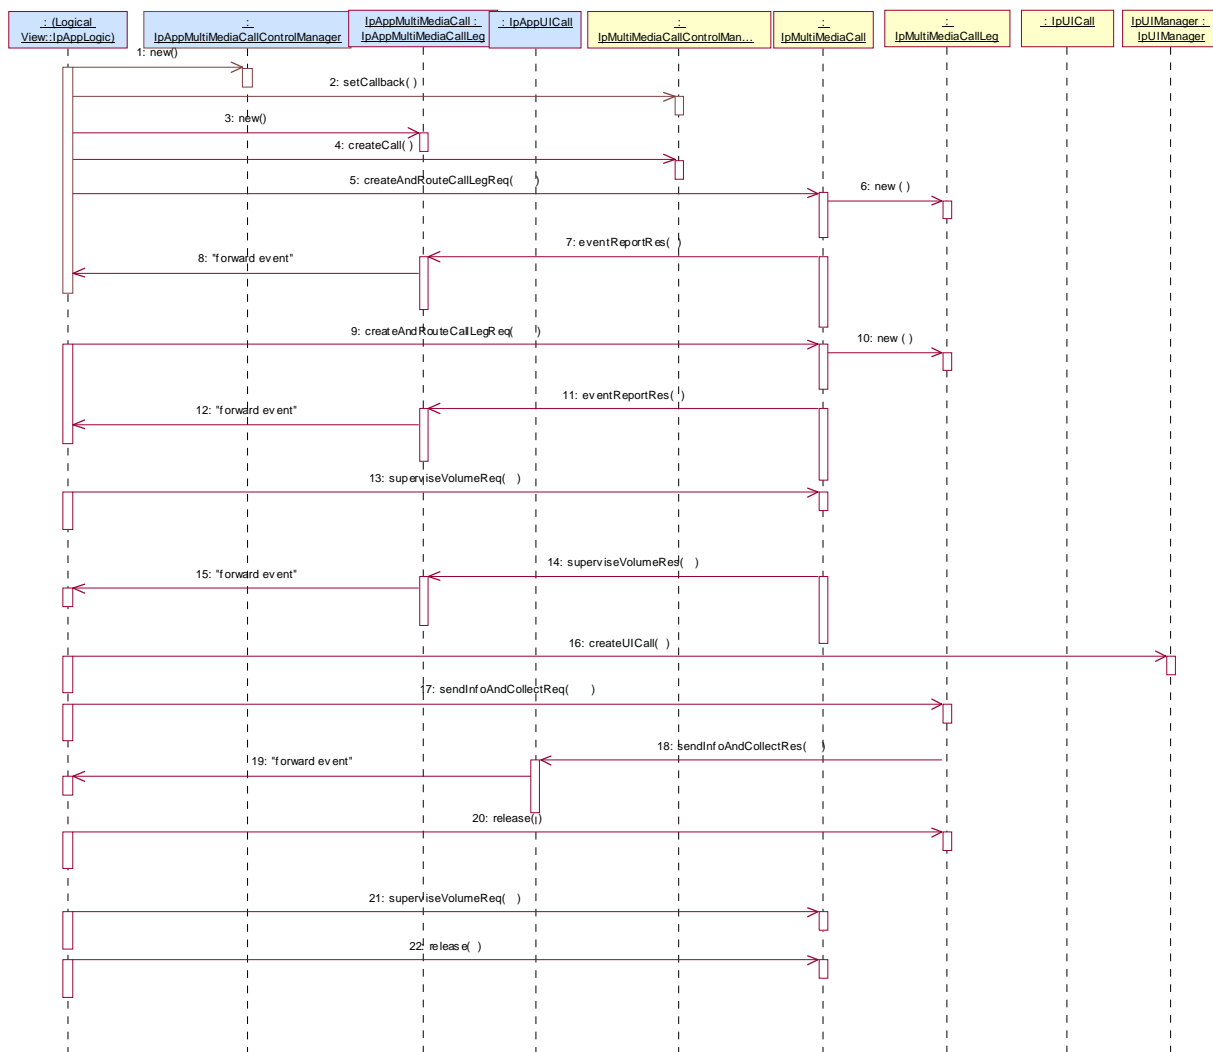 : (Logical
View::IpAppLogic)
:
IpAppMultiMediaCallControlManager
IpAppMultiMediaCall :
IpAppMultiMediaCallLeg
: IpAppUICall
:
IpMultiMediaCallControlMan...
:
IpMultiMediaCall
:
IpMultiMediaCallLeg
: IpUICall
IpUIManager :
IpUIManager
1: new()
2: setCallback( )
3: new()
4: createCall( )
5: createAndRouteCallLegReq( )
6: new ( )
7: eventReportRes( )
8: "forward event"
9: createAndRouteCallLegReq( )
10: new ( )
11: eventReportRes( )
12: "forward event"
13: superviseVolumeReq( )
14: superviseVolumeRes( )
15: "forward event"
16: createUICall( )
17: sendInfoAndCollectReq( )
18: sendInfoAndCollectRes( )
19: "forward event"
20: release( )
21: superviseVolumeReq( )
22: release( )